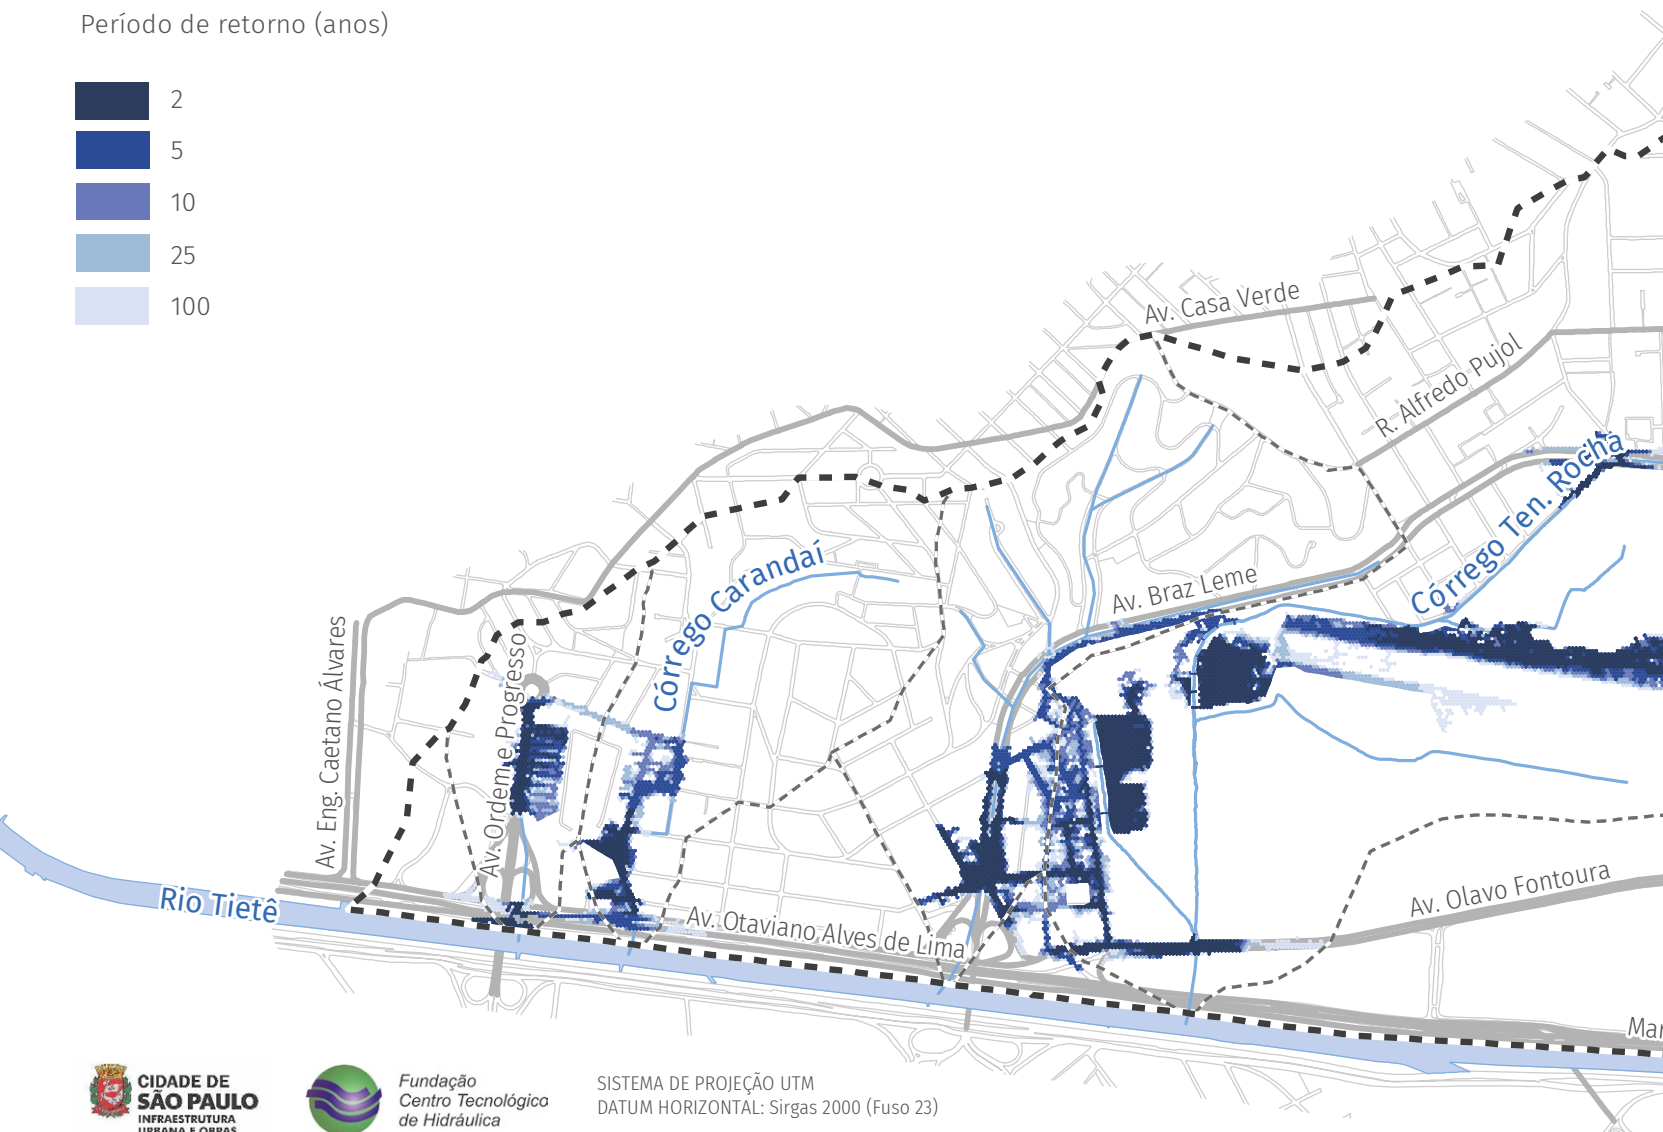 Período de retorno (anos)
2
5
10
25
100
Av. Casa Verde
R. Alfredo Pujol
Córrego Ten. Rocha
Av. Braz Leme
Córrego Carandaí
Av. Eng. Caetano Álvares
Av. Ordem e Progresso
Rio Tietê
Av. Otaviano Alves de Lima
Av. Olavo Fontoura
Mar
CIDADE DE
SÃO PAULO
INFRAESTRUTURA
URBANA E OBRAS
Fundação
Centro Tecnológico
de Hidráulica
SISTEMA DE PROJEÇÃO UTM
DATUM HORIZONTAL: Sirgas 2000 (Fuso 23)